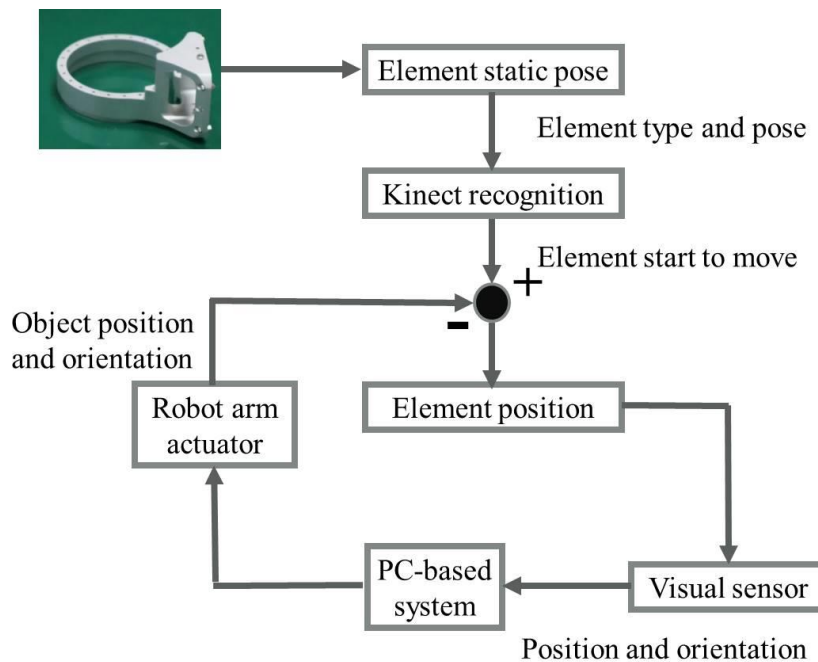 Element static pose
Element type and pose
Kinect recognition
Element start to move
+
-
Object position
and orientation
Element position
Robot arm
actuator
PC-based
system
Visual sensor
Position and orientation